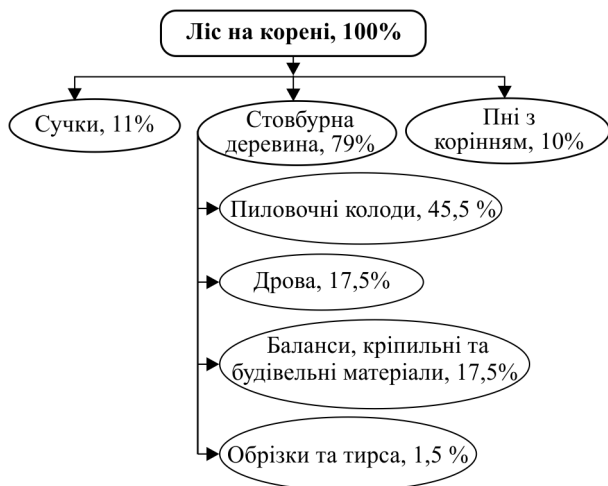 Ліс на корені, 100%
Сучки, 11%
Стовбурна
деревина, 79%
Пні з
корінням, 10%
Пиловочні колоди, 45,5 %
Дрова, 17,5%
Баланси, кріпильні та
будівельні матеріали, 17,5%
Обрізки та тирса, 1,5 %